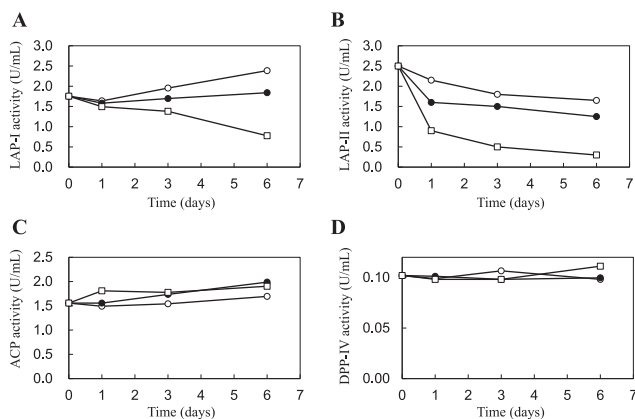 A
LAP-I activity (U/mL)
3.0
2.5
2.0
1.5
1.0
0.5
0.0
0 1 2 3 4 5 6 7
Time (days)
B
LAP-II activity (U/mL)
3.0
2.5
2.0
1.5
1.0
0.5
0.0
0 1 2 3 4 5 6 7
Time (days)
C
ACP activity (U/mL)
2.5
2.0
1.5
1.0
0.5
0.0
0 1 2 3 4 5 6 7
Time (days)
D
DPP-IV activity (U/mL)
0.10
0.05
0.00
0 1 2 3 4 5 6 7
Time (days)